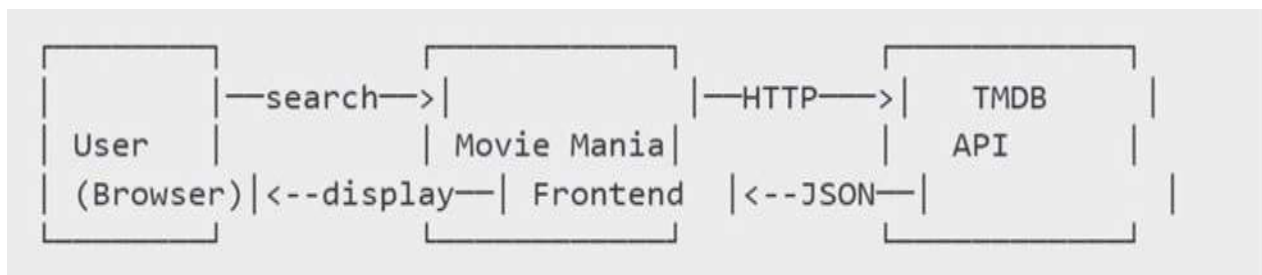 search HTTP TMDB
User Movie Mania API
(Browser) <--display Frontend <--JSON